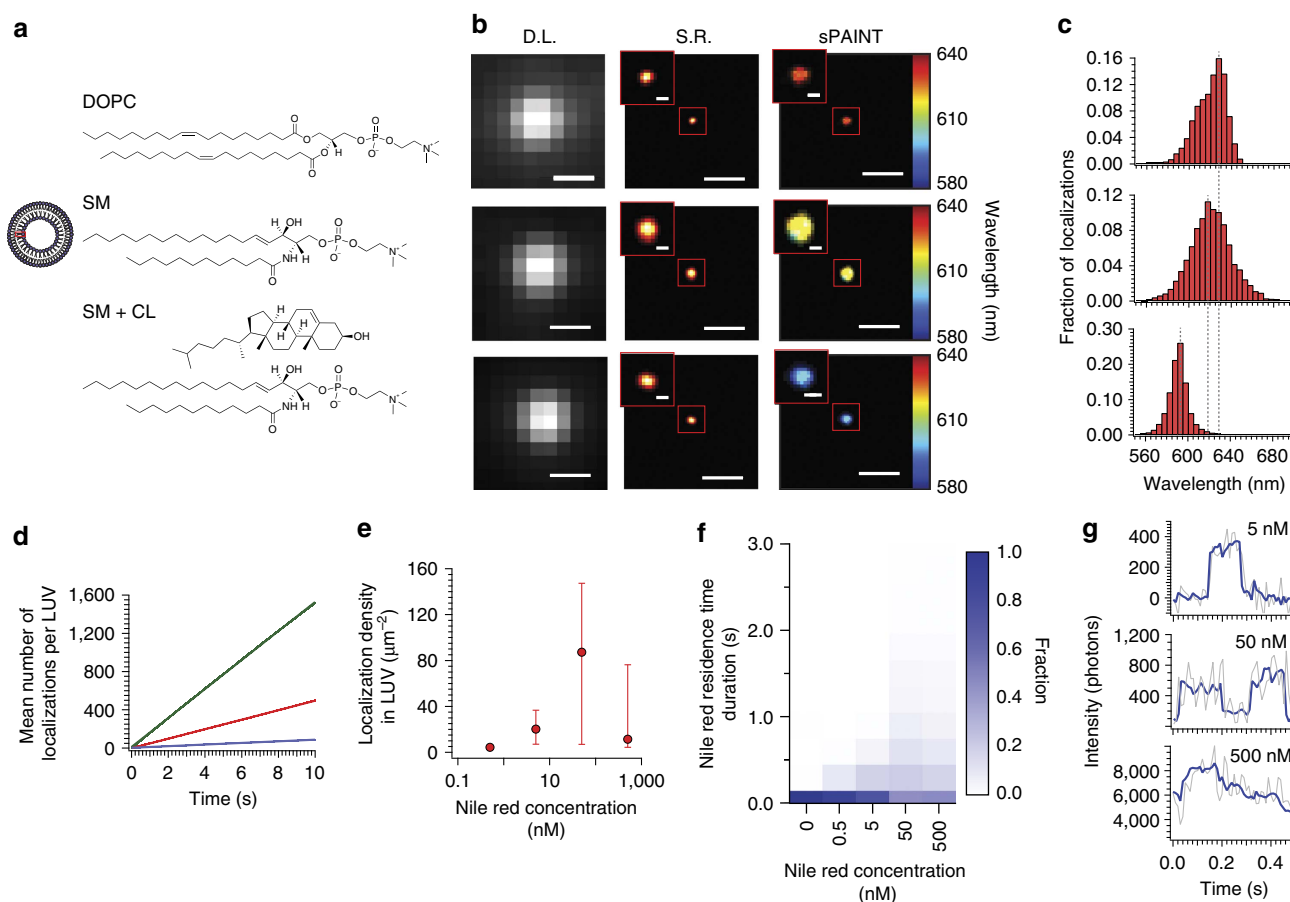 a
DOPC
SM
SM + CL
b
D.L.
S.R.
sPAINT
640
610
580
640
610
580
640
610
580
Wavelength (nm)
c
0.16
0.12
0.08
0.04
0.00
0.12
0.08
0.04
0.00
0.30
0.20
0.10
0.00
Fraction of localizations
550 600 640 680
Wavelength (nm)
d
1,600
1,200
800
400
0
Mean number of
localizations per LUV
0 2 4 6 8 10
Time (s)
e
160
120
80
40
0
Localization density
in LUV (μm⁻²)
0.1 10 1,000
Nile red concentration
(nM)
f
3.0
2.0
1.0
0.0
Nile red residence time
duration (s)
0 0.5 5 50 500
Nile red concentration
(nM)
1.0
0.8
0.6
0.4
0.2
0.0
Fraction
g
5 nM
400
200
0
50 nM
1,200
800
400
0
500 nM
8,000
6,000
4,000
Intensity (photons)
0.0 0.2 0.4
Time (s)